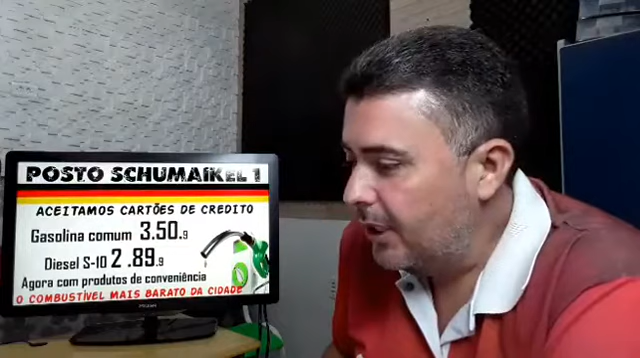 POSTO SCHUMAIKEL 1
ACEITAMOS CARTÕES DE CREDITO
Gasolina comum 3.50.9
Diesel S-10 2.89.9
Agora com produtos de conveniência
O COMBUSTÍVEL MAIS BARATO DA CIDADE